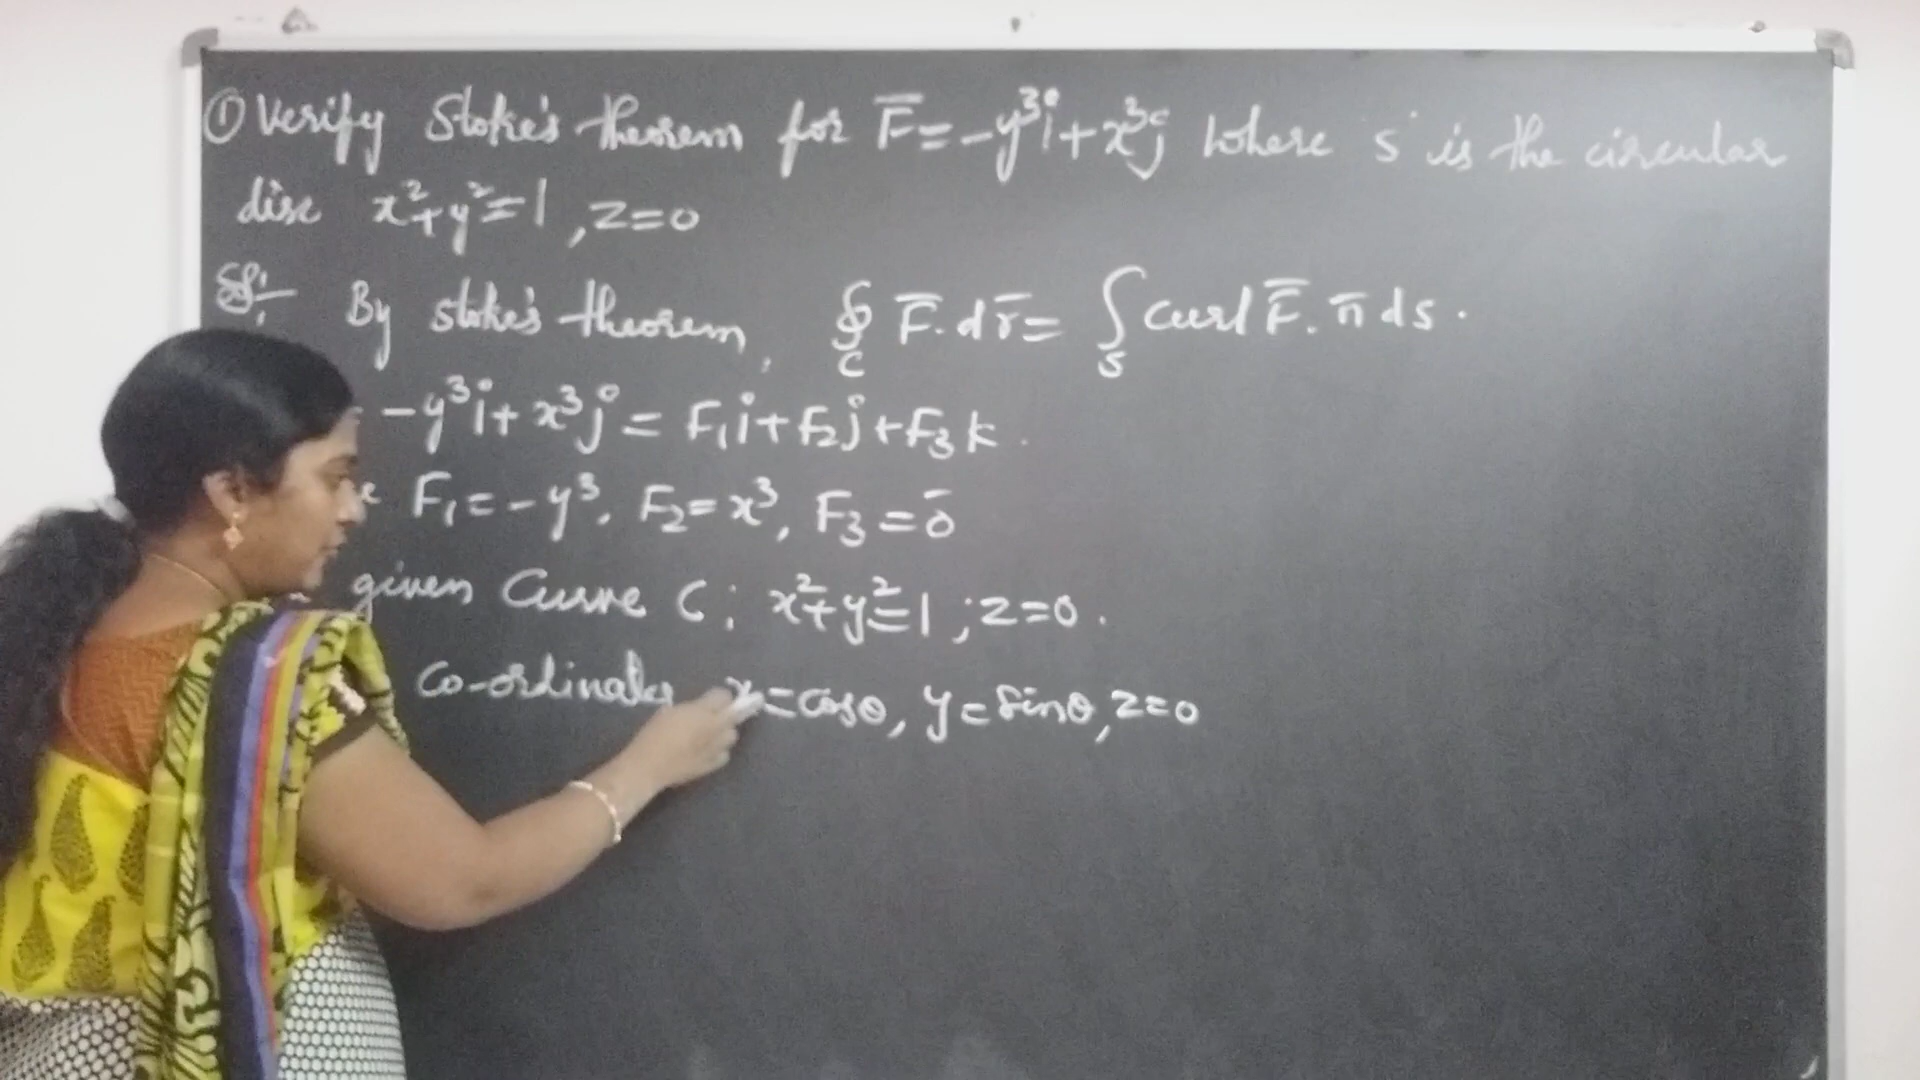 ① Verify Stoke's theorem for F̅ = -y³i + x³j where 's' is the circular
disc x²+y²=1, z=0
Sol:- By stoke's theorem, ∮_C F̅.dr̅ = ∫_S curl F̅. n̅ ds.
-y³i + x³j = F₁i + F₂j + F₃k.
F₁ = -y³, F₂ = x³, F₃ = 0̅
given Curve C; x²+y²=1; z=0.
co-ordinates x=cosθ, y=sinθ, z=0